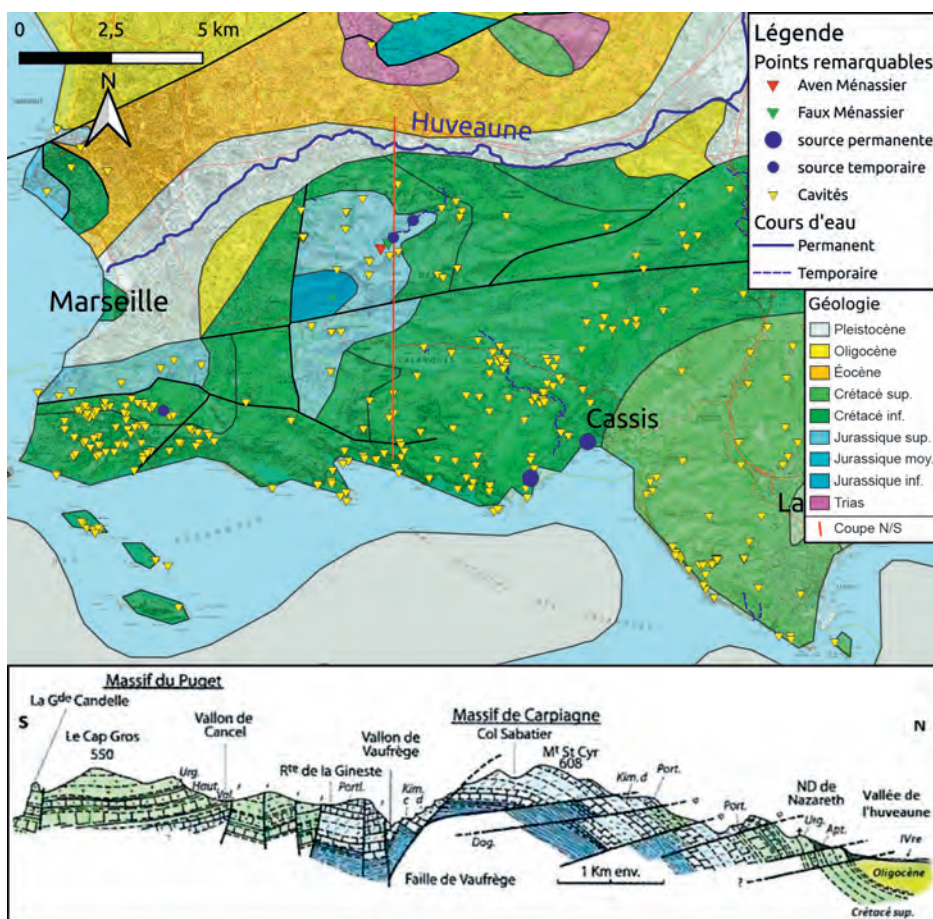 0 2,5 5 km
N
Huveaune
Marseille
Cassis
La
CALANQUES
Légende
Points remarquables
Aven Ménassier
Faux Ménassier
source permanente
source temporaire
Cavités
Cours d'eau
Permanent
Temporaire
Géologie
Pleistocène
Oligocène
Éocène
Crétacé sup.
Crétacé inf.
Jurassique sup.
Jurassique moy.
Jurassique inf.
Trias
Coupe N/S
Massif du Puget
La Gde Candelle
S
Le Cap Gros
550
Vallon de
Cancel
Urg.
Haut.
Val.
Rte de la Gineste
Portl.
Vallon de
Vaufrège
Kim.
c d
Faille de Vaufrège
Massif de Carpiagne
Col Sabatier
Mt St Cyr
608
Kim. d
Port.
Dog.
1 Km env.
Port.
ND de
Nazareth
Urg.
Apt.
?
N
Vallée de
l'huveaune
IVre
Oligocène
Crétacé sup.